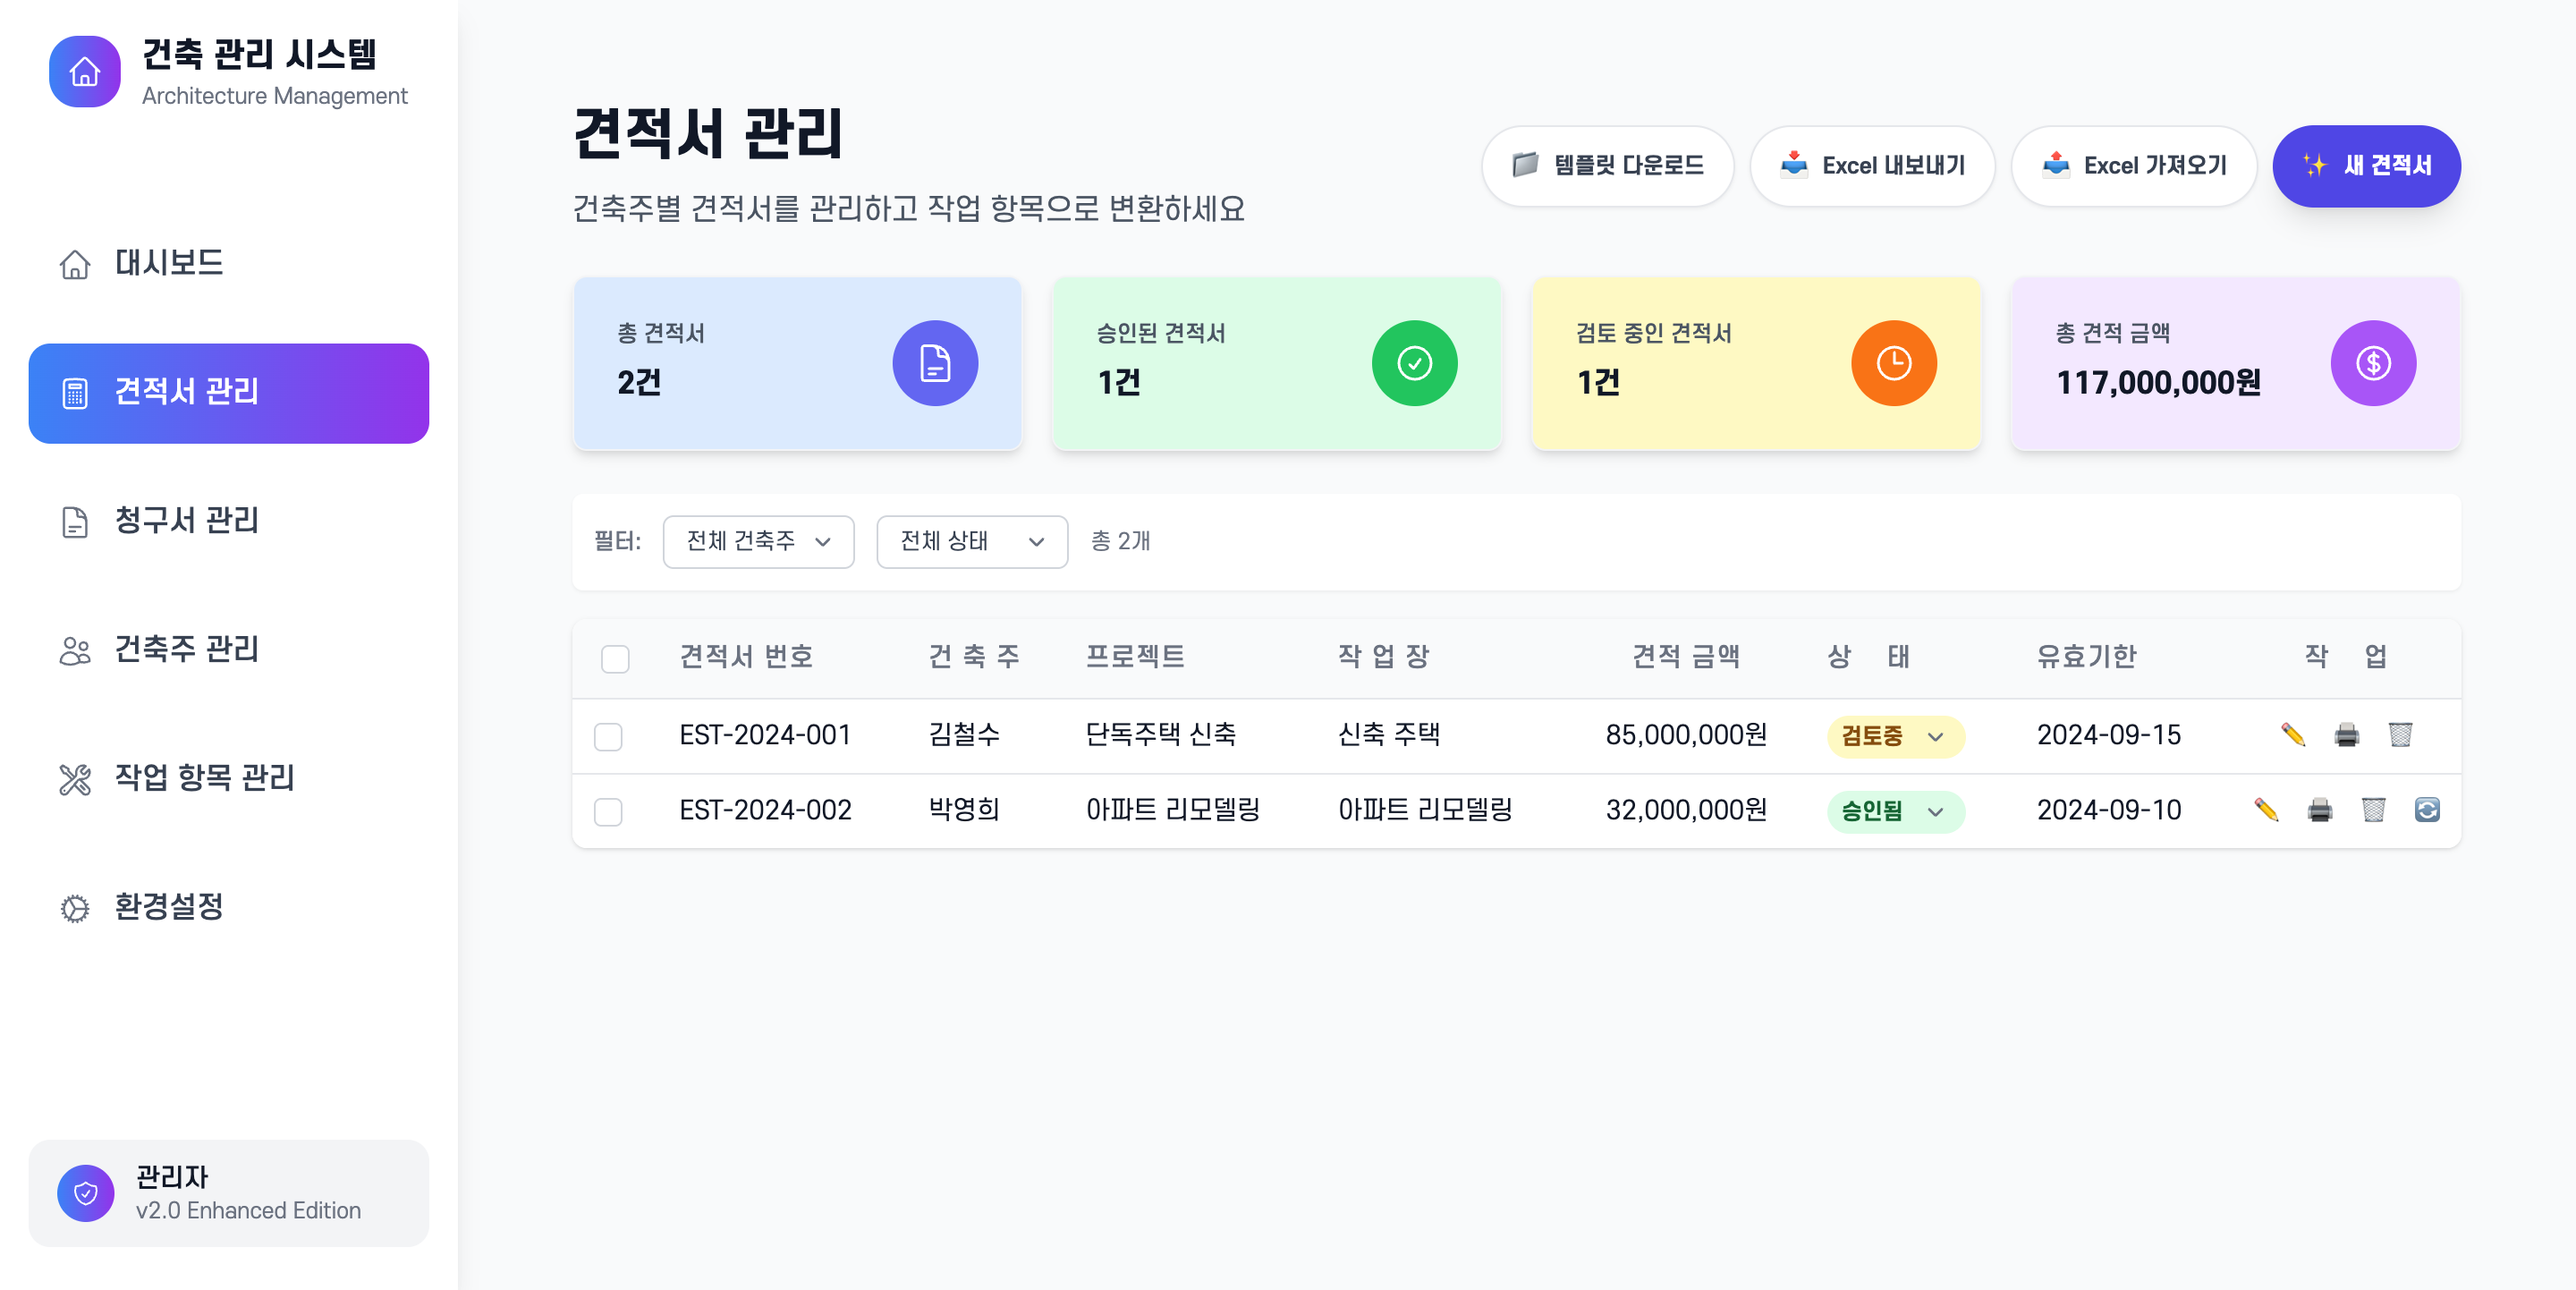 건축 관리 시스템
Architecture Management
대시보드
견적서 관리
청구서 관리
건축주 관리
작업 항목 관리
환경설정
관리자
v2.0 Enhanced Edition
견적서 관리
건축주별 견적서를 관리하고 작업 항목으로 변환하세요
템플릿 다운로드 Excel 내보내기 Excel 가져오기 새 견적서
총 견적서
2건
승인된 견적서
1건
검토 중인 견적서
1건
총 견적 금액
117,000,000원
필터: 전체 건축주 전체 상태 총 2개
견적서 번호 건 축 주 프로젝트 작 업 장 견적 금액 상 태 유효기한 작 업
EST-2024-001 김철수 단독주택 신축 신축 주택 85,000,000원 검토중 2024-09-15
EST-2024-002 박영희 아파트 리모델링 아파트 리모델링 32,000,000원 승인됨 2024-09-10